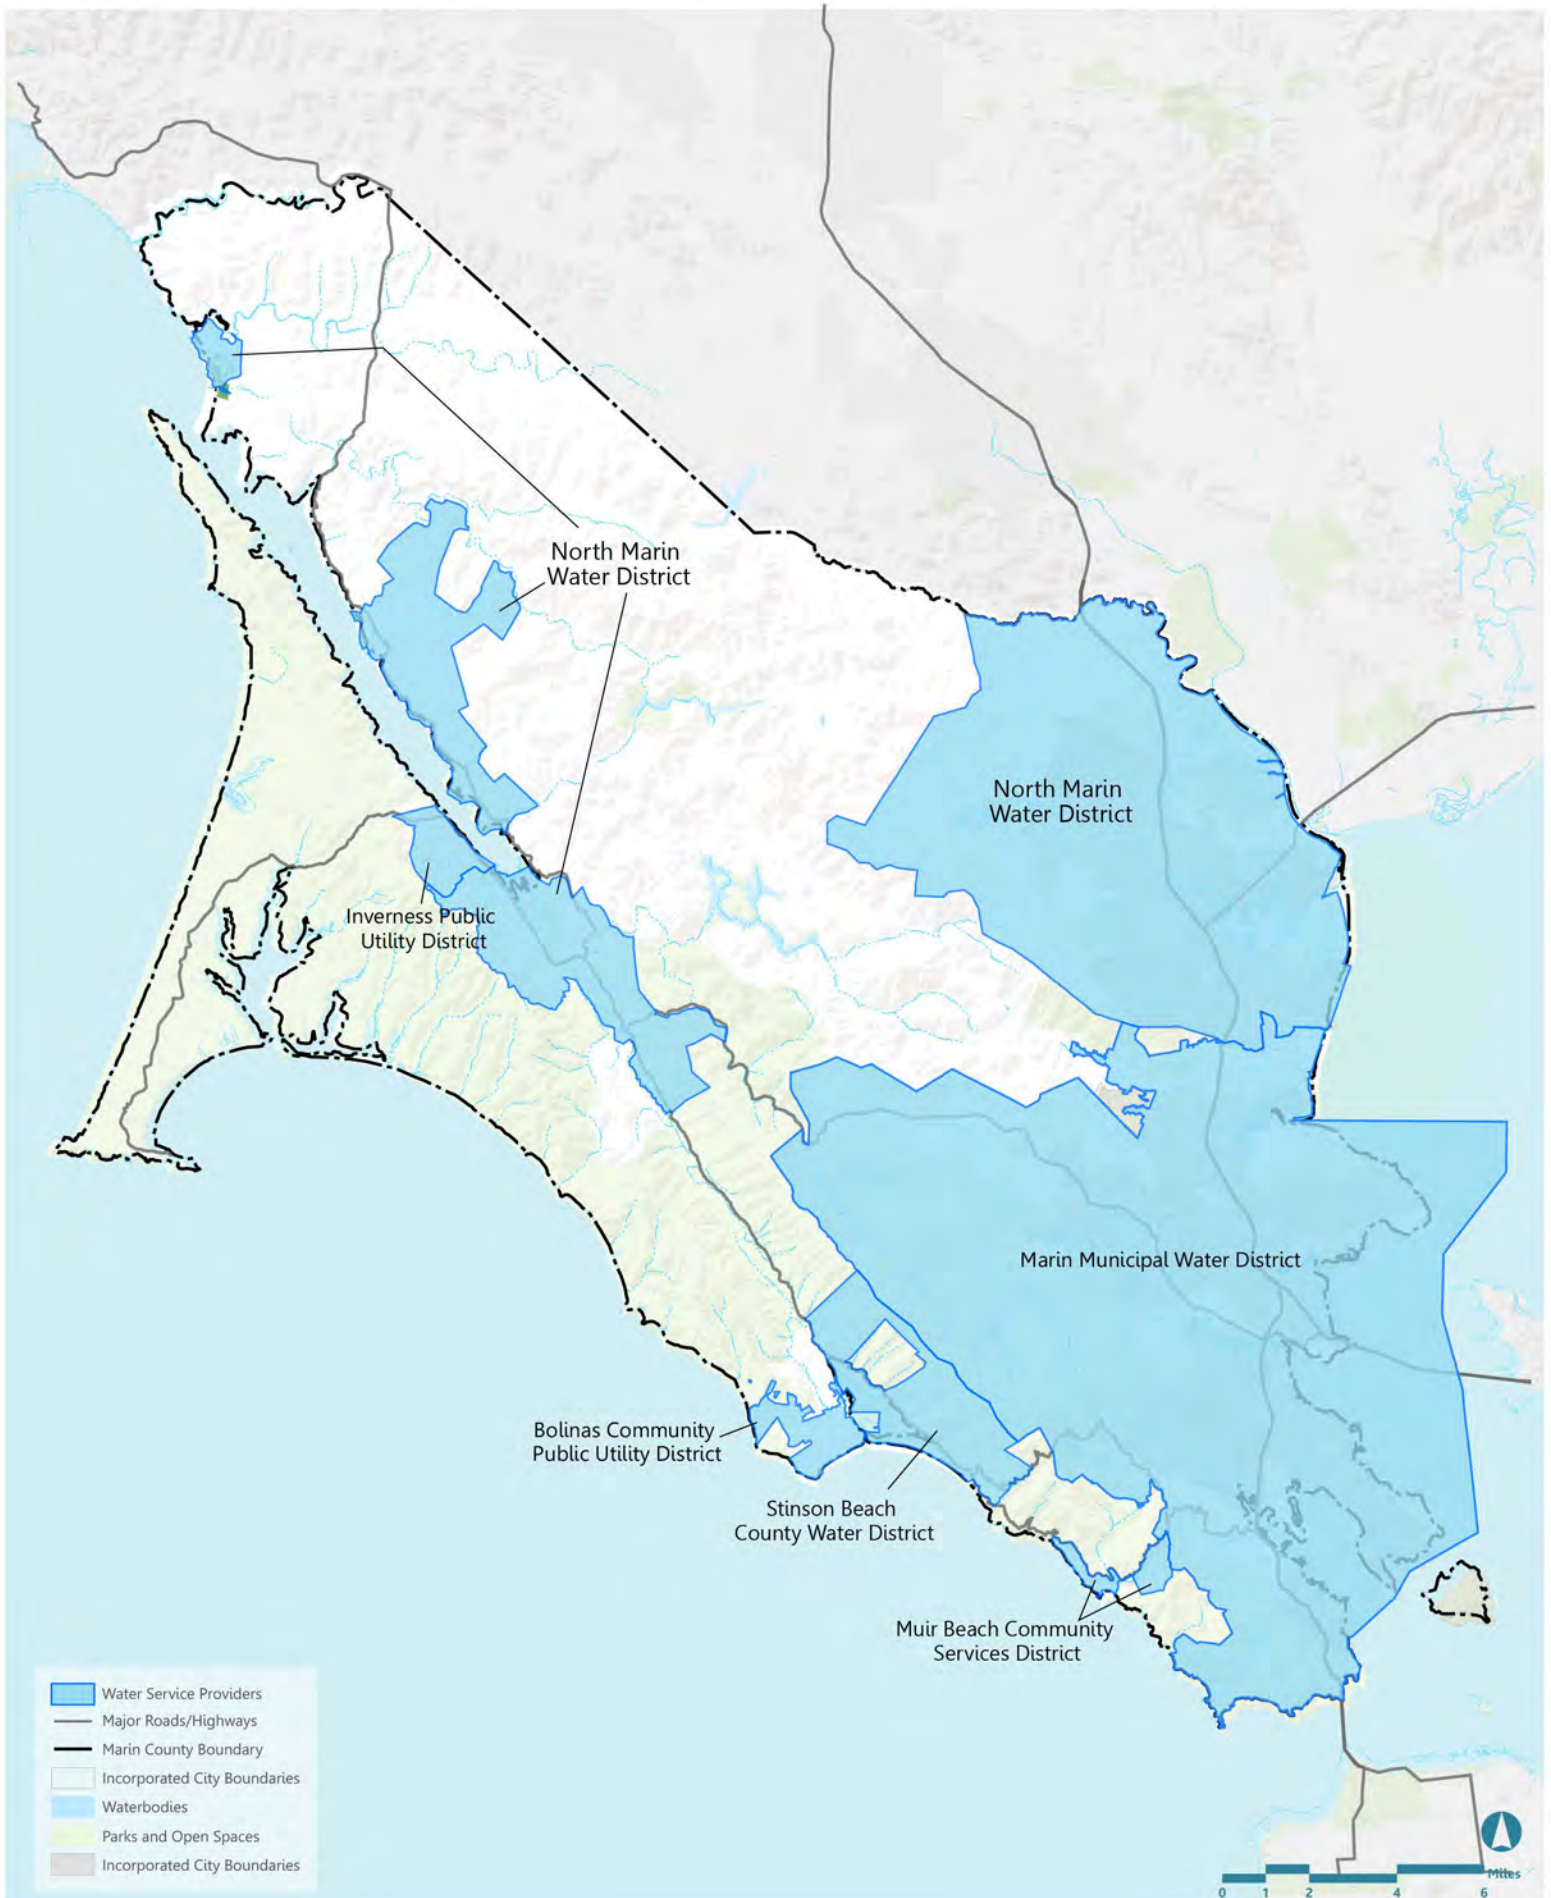 North Marin
Water District
North Marin
Water District
Inverness Public
Utility District
Marin Municipal Water District
Bolinas Community
Public Utility District
Stinson Beach
County Water District
Muir Beach Community
Services District
Water Service Providers
Major Roads/Highways
Marin County Boundary
Incorporated City Boundaries
Waterbodies
Parks and Open Spaces
Incorporated City Boundaries
Miles
0 1 2 4 6